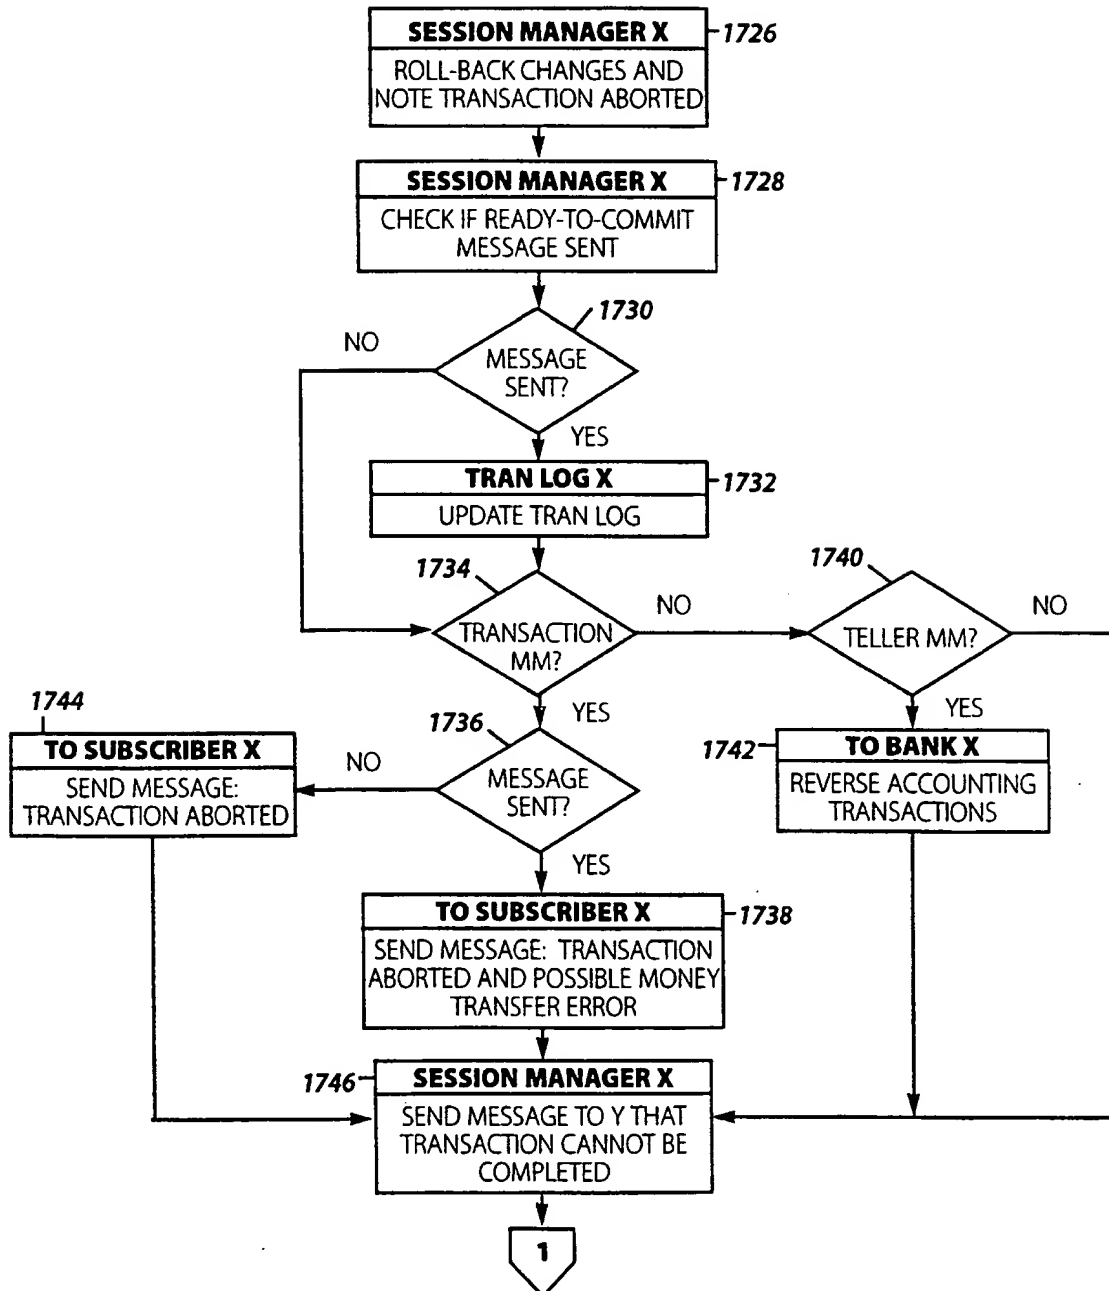 SESSION MANAGER X
1726
ROLL-BACK CHANGES AND
NOTE TRANSACTION ABORTED
SESSION MANAGER X
1728
CHECK IF READY-TO-COMMIT
MESSAGE SENT
1730
NO
MESSAGE
SENT?
YES
TRAN LOG X
1732
UPDATE TRAN LOG
1734
TRANSACTION
MM?
NO
1740
TELLER MM?
NO
YES
YES
1744
TO SUBSCRIBER X
SEND MESSAGE:
TRANSACTION ABORTED
NO
1736
MESSAGE
SENT?
YES
1742
TO BANK X
REVERSE ACCOUNTING
TRANSACTIONS
TO SUBSCRIBER X
1738
SEND MESSAGE: TRANSACTION
ABORTED AND POSSIBLE MONEY
TRANSFER ERROR
1746
SESSION MANAGER X
SEND MESSAGE TO Y THAT
TRANSACTION CANNOT BE
COMPLETED
1